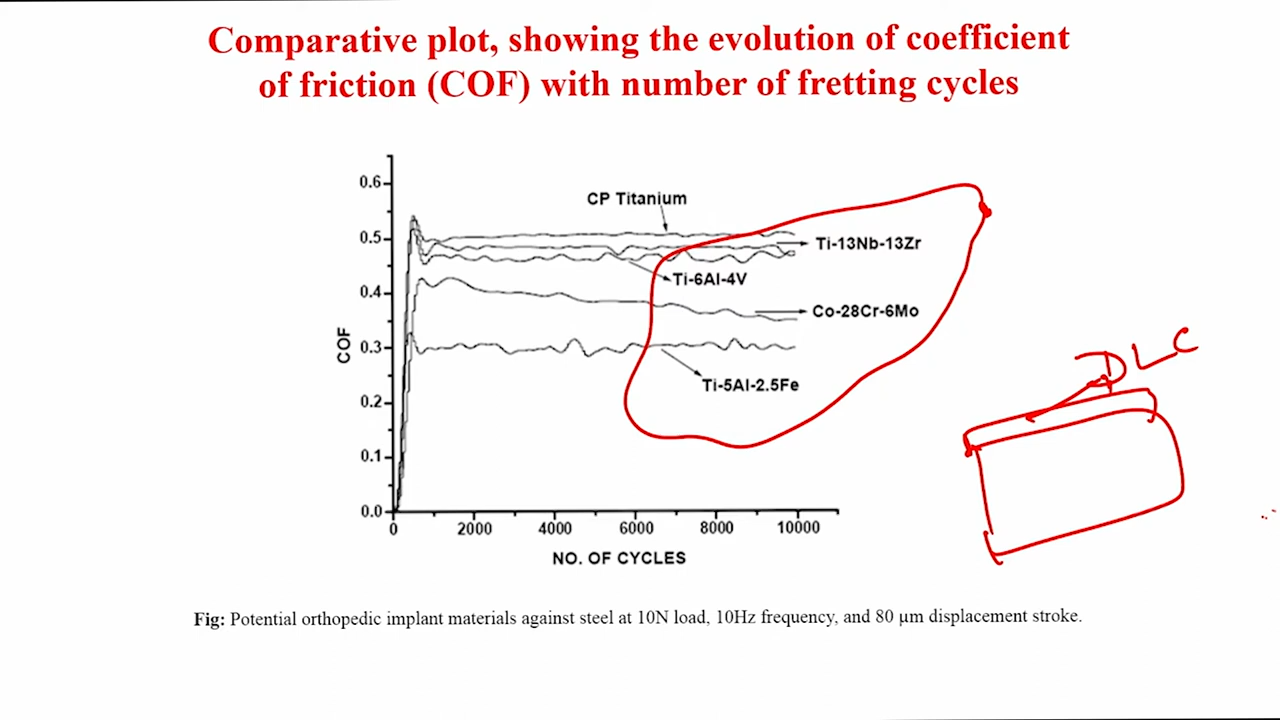 Comparative plot, showing the evolution of coefficient
of friction (COF) with number of fretting cycles
0.6
0.5
0.4
0.3
0.2
0.1
0.0
COF
CP Titanium
Ti-13Nb-13Zr
Ti-6Al-4V
Co-28Cr-6Mo
Ti-5Al-2.5Fe
DLC
0
2000
4000
6000
8000
10000
NO. OF CYCLES
Fig: Potential orthopedic implant materials against steel at 10N load, 10Hz frequency, and 80 μm displacement stroke.